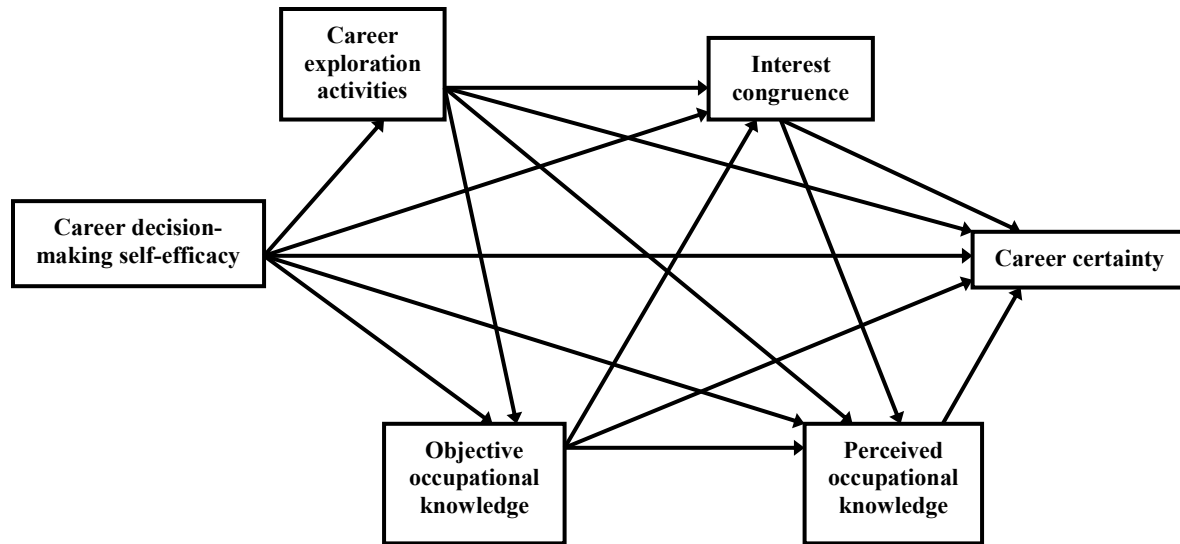 Career
exploration
activities
Interest
congruence
Career decision-
making self-efficacy
Career certainty
Objective
occupational
knowledge
Perceived
occupational
knowledge